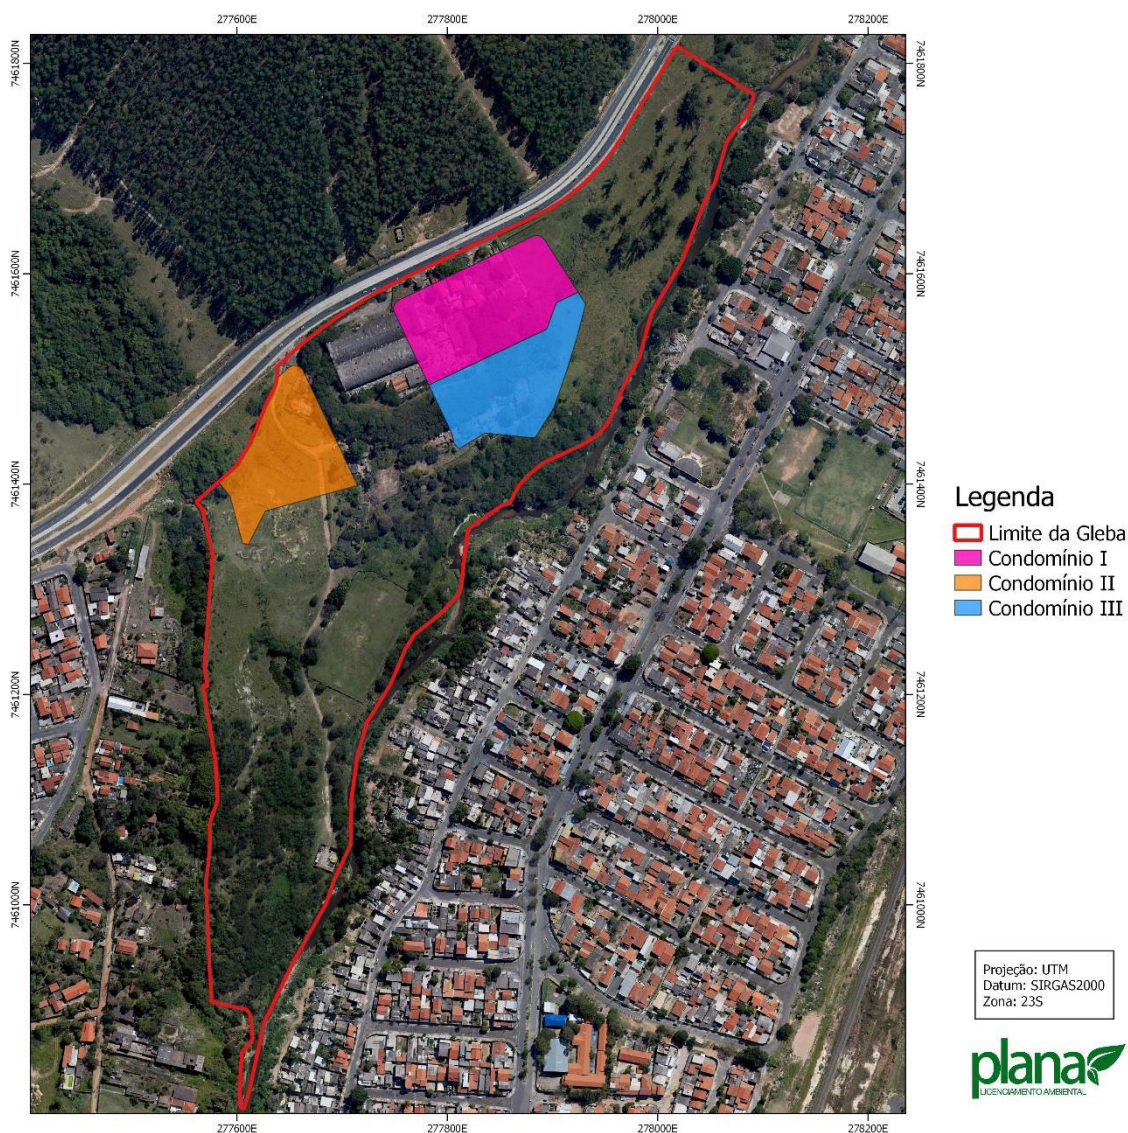 277600E
277800E
278000E
278200E
7461800N
7461800N
7461600N
7461600N
7461400N
7461400N
7461200N
7461200N
7461000N
7461000N
277600E
277800E
278000E
278200E
Legenda
Limite da Gleba
Condomínio I
Condomínio II
Condomínio III
Projeção: UTM
Datum: SIRGAS2000
Zona: 23S
plana
LICENCIAMENTO AMBIENTAL